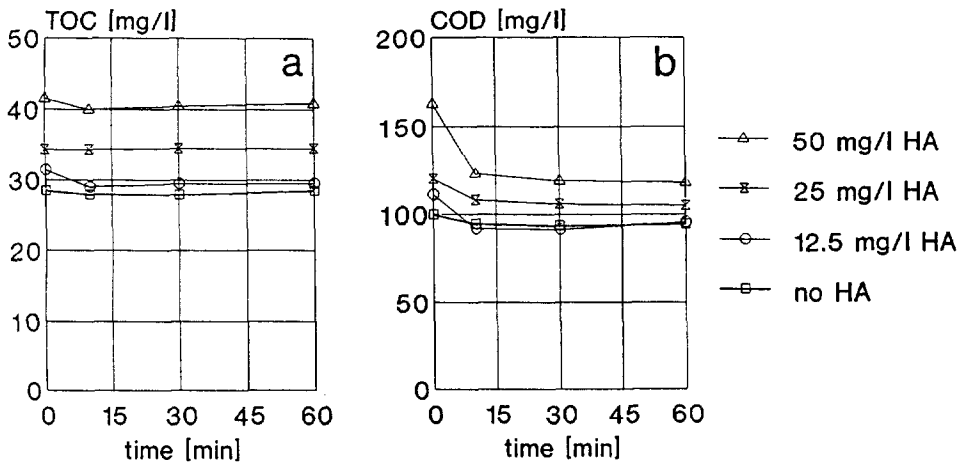 TOC [mg/l]
50
40
30
20
10
0
0 15 30 45 60
time [min]
a
COD [mg/l]
200
150
100
50
0
0 15 30 45 60
time [min]
b
50 mg/l HA
25 mg/l HA
12.5 mg/l HA
no HA